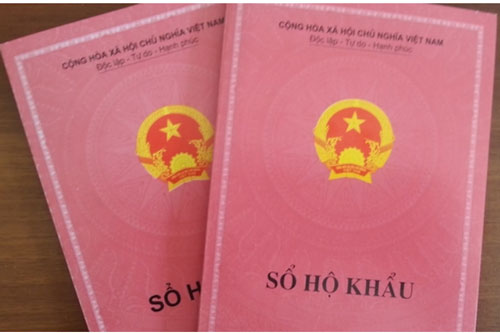 CỘNG HÒA XÃ HỘI CHỦ NGHĨA VIỆT NAM
Độc lập - Tự do - Hạnh phúc
SỔ H
CỘNG HÒA XÃ HỘI CHỦ NGHĨA VIỆT NAM
Độc lập - Tự do - Hạnh phúc
SỔ HỘ KHẨU